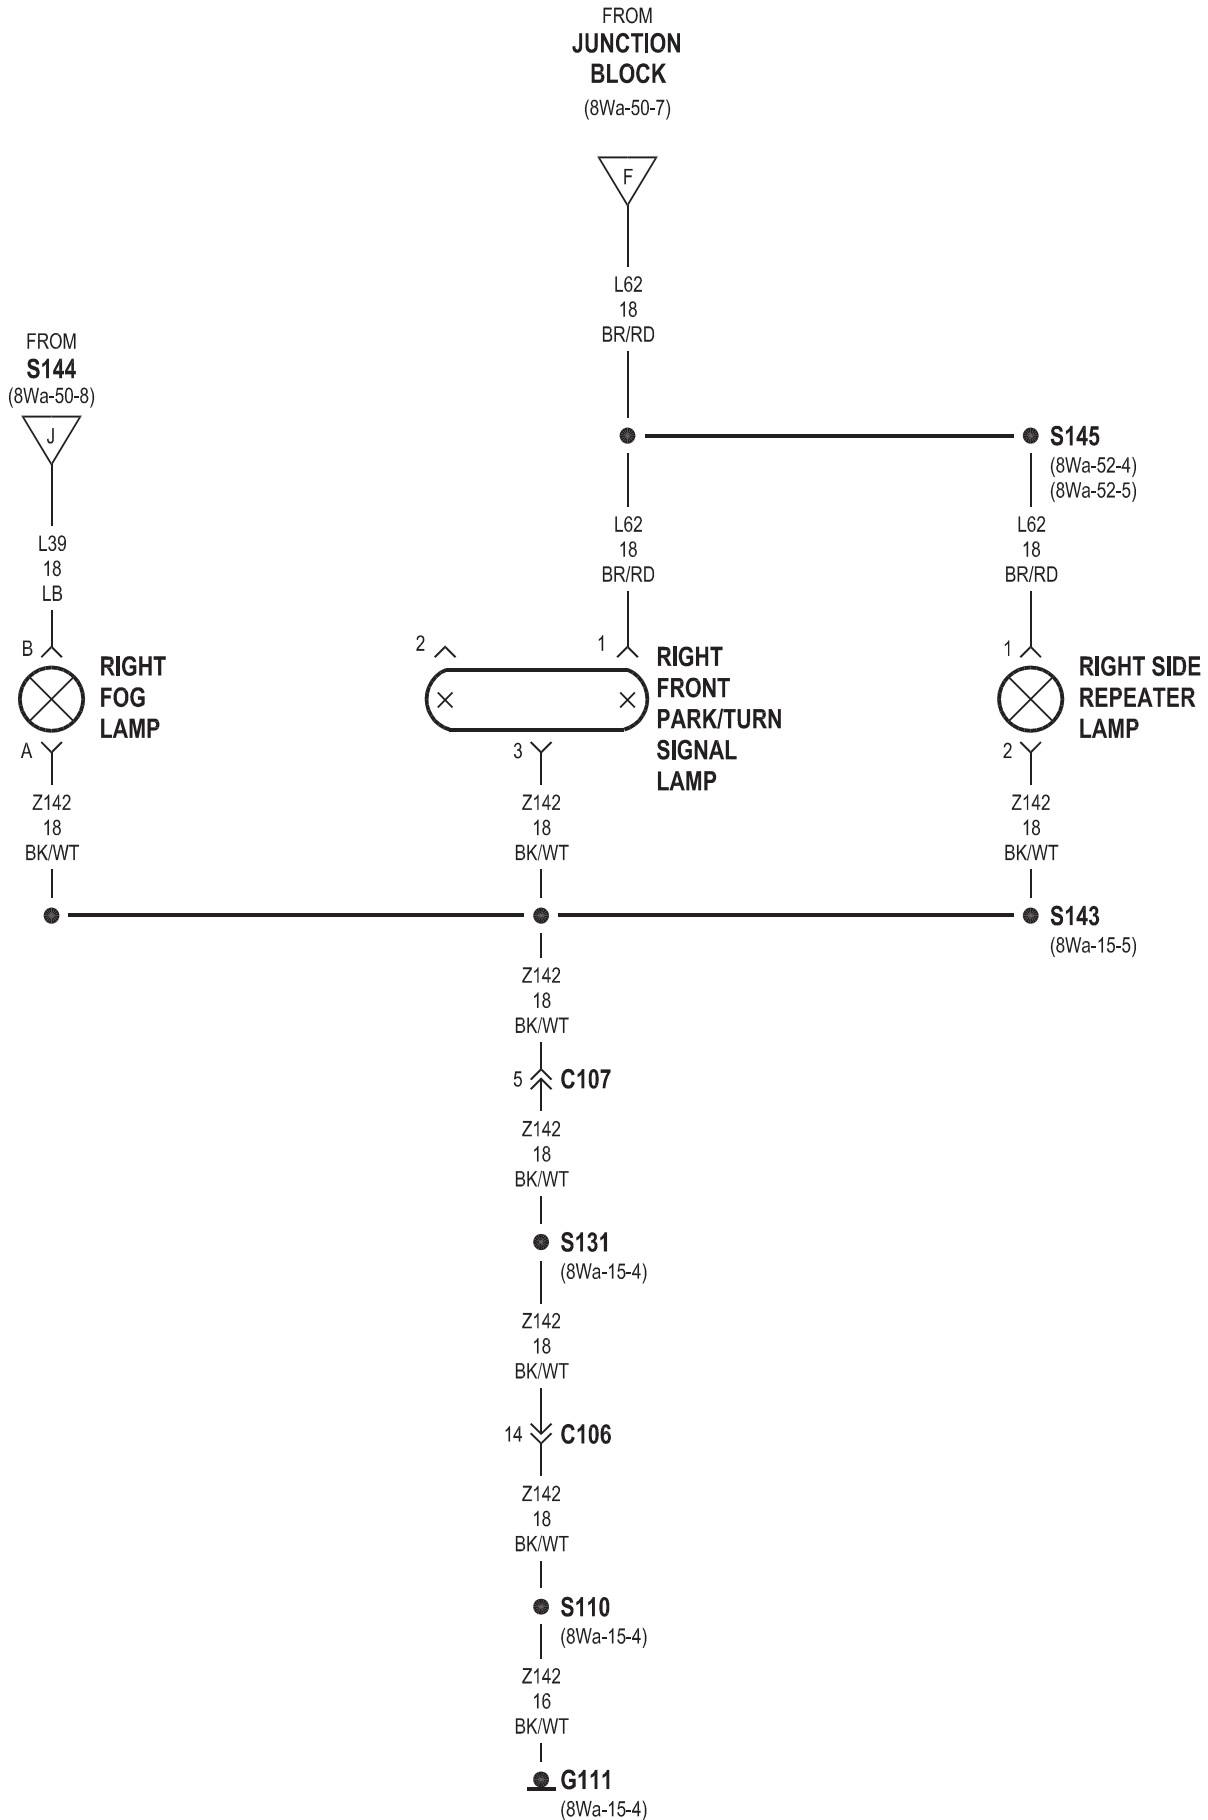 FROM
JUNCTION
BLOCK
(8Wa-50-7)
F
L62
18
BR/RD
FROM
S144
(8Wa-50-8)
J
S145
(8Wa-52-4)
(8Wa-52-5)
L39
18
LB
L62
18
BR/RD
L62
18
BR/RD
B
RIGHT
FOG
LAMP
A
2
1
RIGHT
FRONT
PARK/TURN
SIGNAL
LAMP
3
1
RIGHT SIDE
REPEATER
LAMP
2
Z142
18
BK/WT
Z142
18
BK/WT
Z142
18
BK/WT
S143
(8Wa-15-5)
Z142
18
BK/WT
5
C107
Z142
18
BK/WT
S131
(8Wa-15-4)
Z142
18
BK/WT
14
C106
Z142
18
BK/WT
S110
(8Wa-15-4)
Z142
16
BK/WT
G111
(8Wa-15-4)